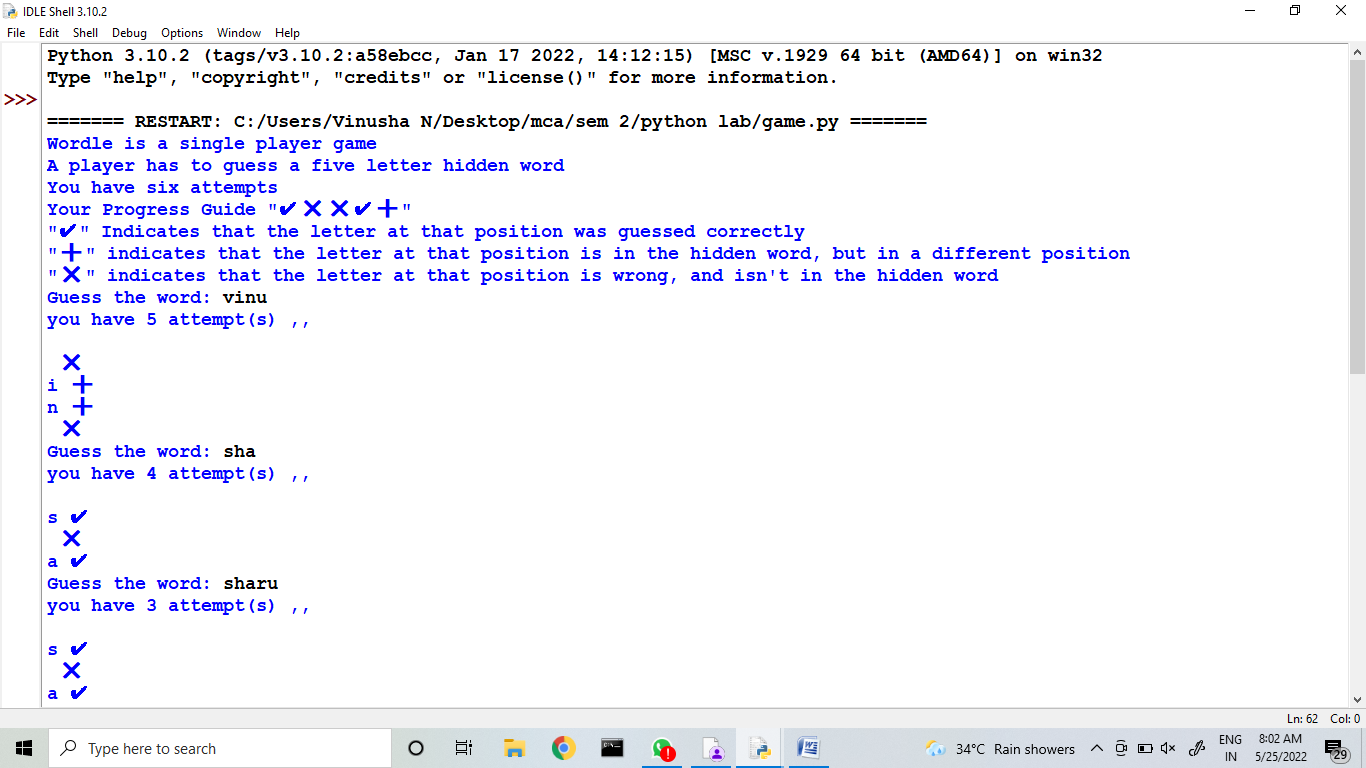 IDLE Shell 3.10.2
File Edit Shell Debug Options Window Help
Python 3.10.2 (tags/v3.10.2:a58ebcc, Jan 17 2022, 14:12:15) [MSC v.1929 64 bit (AMD64)] on win32
Type "help", "copyright", "credits" or "license()" for more information.
>>>
======= RESTART: C:/Users/Vinusha N/Desktop/mca/sem 2/python lab/game.py =======
Wordle is a single player game
A player has to guess a five letter hidden word
You have six attempts
Your Progress Guide "✔❌❌✔➕"
"✔" Indicates that the letter at that position was guessed correctly
"➕" indicates that the letter at that position is in the hidden word, but in a different position
"❌" indicates that the letter at that position is wrong, and isn't in the hidden word
Guess the word: vinu
you have 5 attempt(s) ,,
❌
i ➕
n ➕
❌
Guess the word: sha
you have 4 attempt(s) ,,
s ✔
❌
a ✔
Guess the word: sharu
you have 3 attempt(s) ,,
s ✔
❌
a ✔
Ln: 62 Col: 0
Type here to search
34°C Rain showers
ENG
IN
8:02 AM
5/25/2022
29